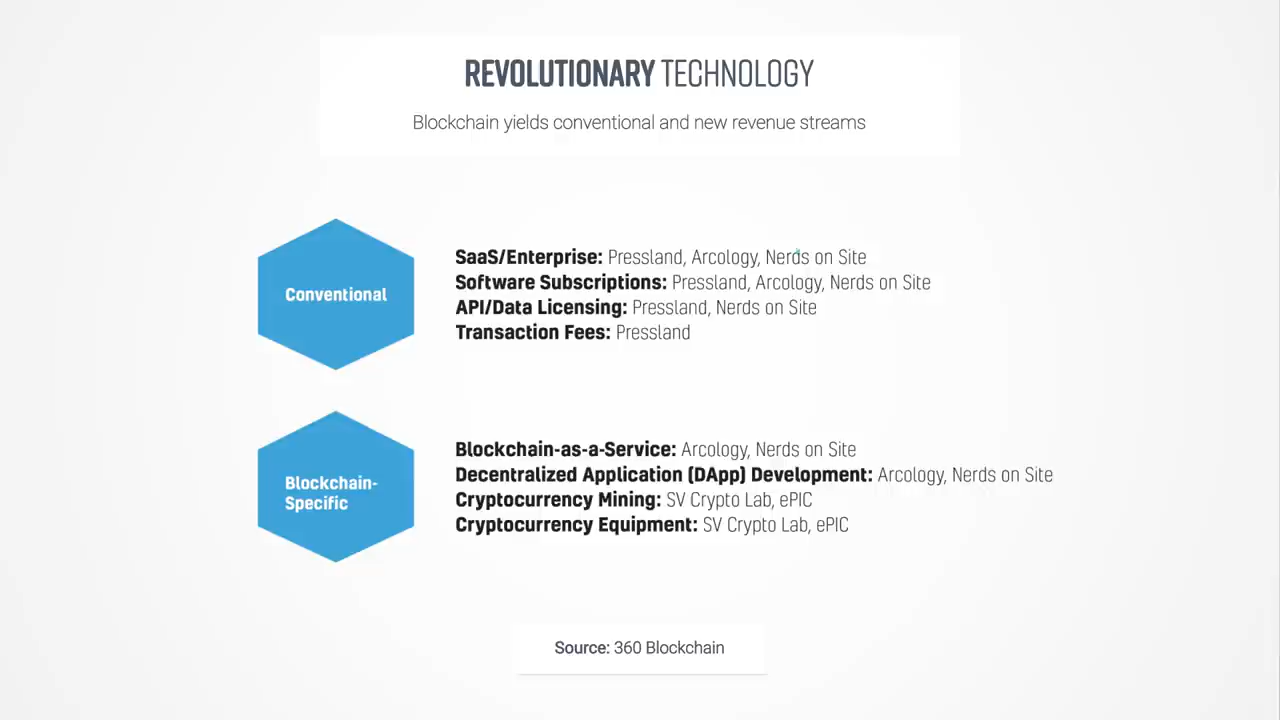 REVOLUTIONARY TECHNOLOGY
Blockchain yields conventional and new revenue streams
Conventional
SaaS/Enterprise: Pressland, Arcology, Nerds on Site
Software Subscriptions: Pressland, Arcology, Nerds on Site
API/Data Licensing: Pressland, Nerds on Site
Transaction Fees: Pressland
Blockchain-
Specific
Blockchain-as-a-Service: Arcology, Nerds on Site
Decentralized Application (DApp) Development: Arcology, Nerds on Site
Cryptocurrency Mining: SV Crypto Lab, ePIC
Cryptocurrency Equipment: SV Crypto Lab, ePIC
Source: 360 Blockchain